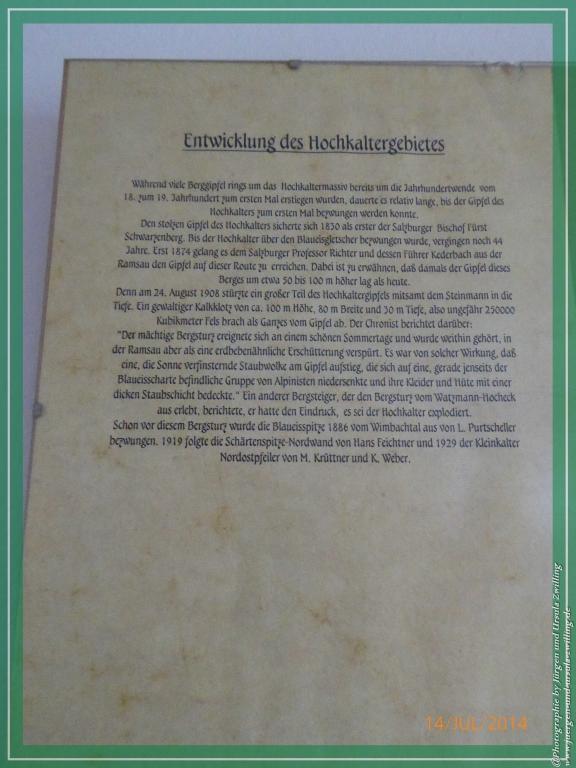 Entwicklung des Hochkaltergebietes
Während viele Berggipfel rings um das Hochkaltermassiv bereits um die Jahrhundertwende vom
18. zum 19. Jahrhundert zum ersten Mal erstiegen wurden, dauerte es relativ lange, bis der Gipfel des
Hochkalters zum ersten Mal bezwungen werden konnte.
Den stolzen Gipfel des Hochkalters sicherte sich 1830 als erster der Salzburger Bischof Fürst
Schwarzenberg. Bis der Hochkalter über den Blaueisgletscher bezwungen wurde, vergingen noch 44
Jahre. Erst 1874 gelang es dem Salzburger Professor Richter und dessen Führer Kederbach aus der
Ramsau den Gipfel auf dieser Route zu erreichen. Dabei ist zu erwähnen, daß damals der Gipfel dieses
Berges um etwa 50 bis 100 m höher lag als heute.
Denn am 24. August 1908 stürzte ein großer Teil des Hochkaltergipfels mitsamt dem Steinmann in die
Tiefe. Ein gewaltiger Kalkklotz von ca. 100 m Höhe, 80 m Breite und 30 m Tiefe, also ungefähr 250000
Kubikmeter Fels brach als Ganzes vom Gipfel ab. Der Chronist berichtet darüber:
"Der mächtige Bergsturz ereignete sich an einem schönen Sommertage und wurde weithin gehört, in
der Ramsau aber als eine erdbebenähnliche Erschütterung verspürt. Es war von solcher Wirkung, daß
eine, die Sonne verfinsternde Staubwolke am Gipfel aufstieg, die sich auf eine, gerade jenseits der
Blaueisscharte befindliche Gruppe von Alpinisten niedersenkte und ihre Kleider und Hüte mit einer
dicken Staubschicht bedeckte." Ein anderer Bergsteiger, der den Bergsturz vom Watzmann-Hocheck
aus erlebt, berichtete, er hatte den Eindruck, es sei der Hochkalter explodiert.
Schon vor diesem Bergsturz wurde die Blaueisspitze 1886 vom Wimbachtal aus von L. Purtscheller
bezwungen. 1919 folgte die Schärtenspitze-Nordwand von Hans Feichtner und 1929 der Kleinkalter
Nordostpfeiler von M. Krüttner und K. Weber.
14/JUL/2014
©Photographie by Jürgen und Ursula Zwilling
www.juergen-und-ursula-zwilling.de